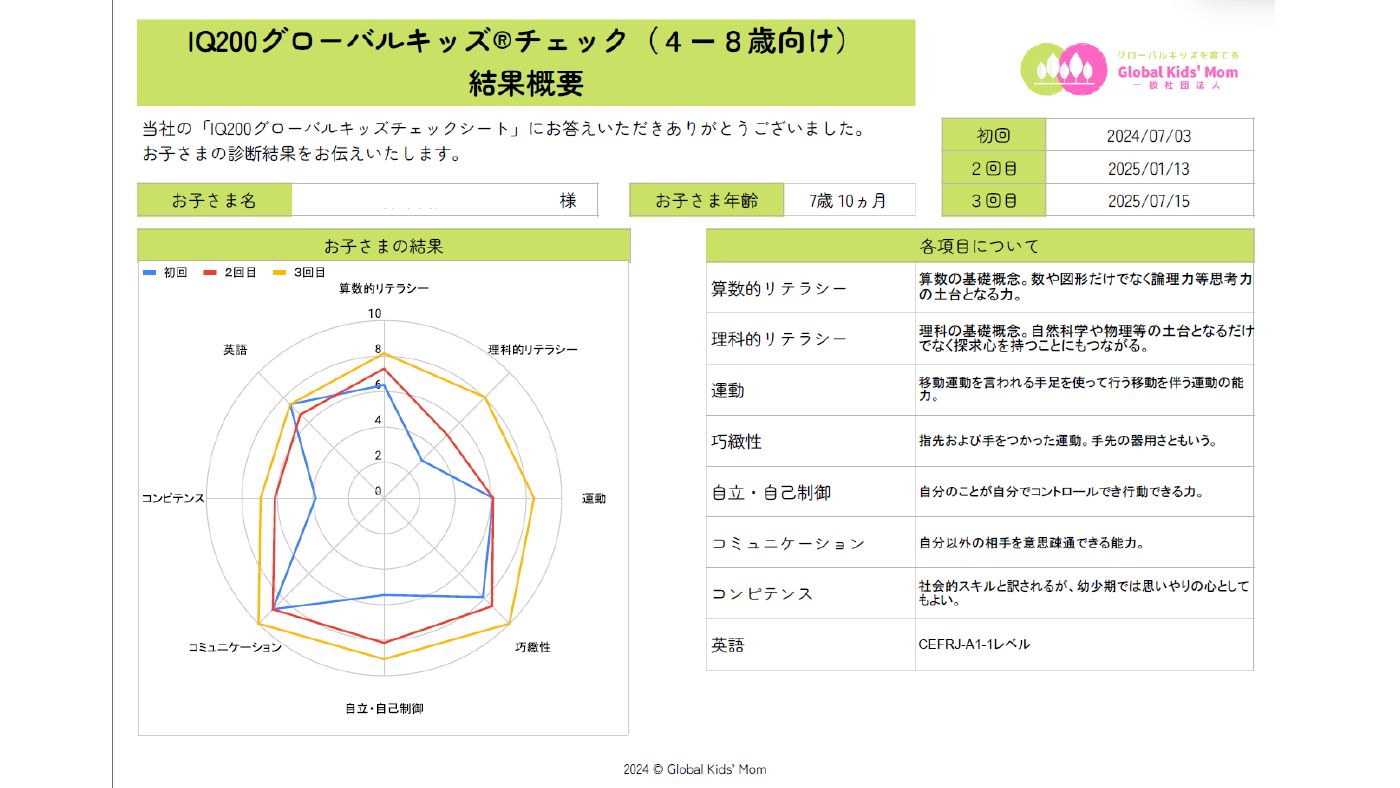 IQ200グローバルキッズ®チェック（４－８歳向け）
結果概要
グローバルキッズを育てる
Global Kids' Mom
一般社団法人
当社の「IQ200グローバルキッズチェックシート」にお答えいただきありがとうございました。
お子さまの診断結果をお伝えいたします。
初回 2024/07/03
２回目 2025/01/13
３回目 2025/07/15
お子さま名 様
お子さま年齢 7歳 10ヵ月
お子さまの結果
初回 2回目 3回目
算数的リテラシー
10
英語
8
理科的リテラシー
6
4
2
コンピテンス
0
運動
コミュニケーション
巧緻性
自立・自己制御
各項目について
算数的リテラシー 算数の基礎概念。数や図形だけでなく論理力等思考力
の土台となる力。
理科的リテラシー 理科の基礎概念。自然科学や物理等の土台となるだけ
でなく探求心を持つことにもつながる。
運動 移動運動を言われる手足を使って行う移動を伴う運動の能
力。
巧緻性 指先および手をつかった運動。手先の器用さともいう。
自立・自己制御 自分のことが自分でコントロールでき行動できる力。
コミュニケーション 自分以外の相手を意思疎通できる能力。
コンピテンス 社会的スキルと訳されるが、幼少期では思いやりの心として
もよい。
英語 CEFRJ-A1-1レベル
2024 © Global Kids' Mom